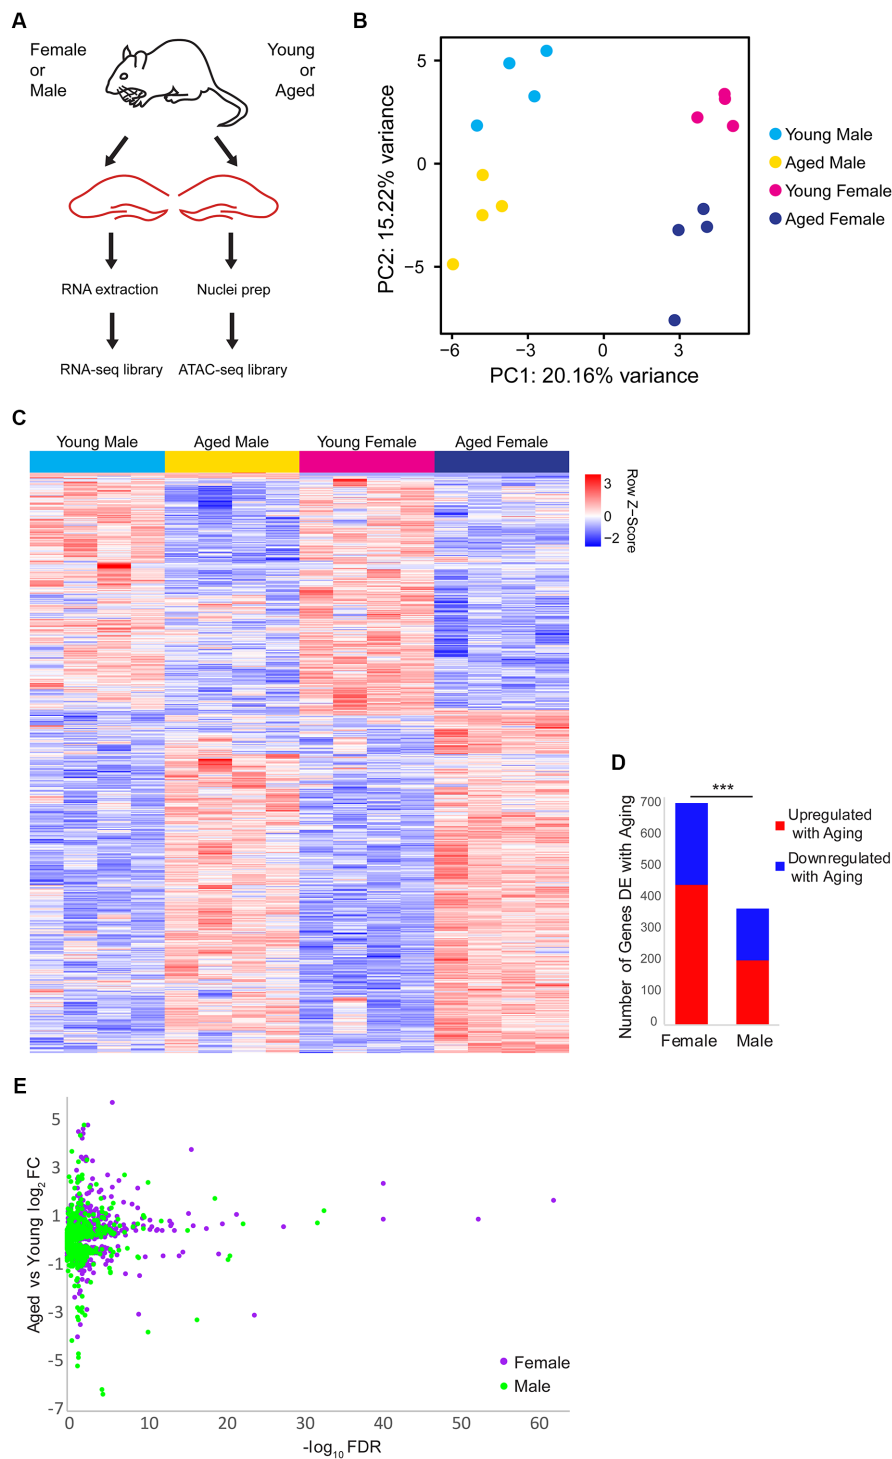 A
Female
or
Male
Young
or
Aged
RNA extraction
Nuclei prep
RNA-seq library
ATAC-seq library
B
PC2: 15.22% variance
5
0
−5
−6
−3
0
3
PC1: 20.16% variance
Young Male
Aged Male
Young Female
Aged Female
C
Young Male
Aged Male
Young Female
Aged Female
3
0
−2
Row Z−Score
D
Number of Genes DE with Aging
700
600
500
400
300
200
100
0
***
Female
Male
Upregulated
with Aging
Downregulated
with Aging
E
Aged vs Young log2 FC
5
3
1
-1
-3
-5
-7
0
10
20
30
40
50
60
-log10 FDR
Female
Male